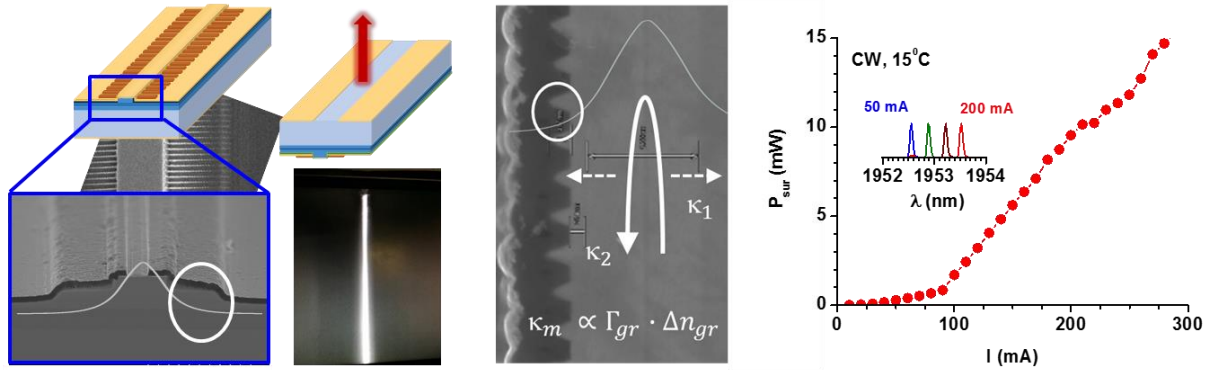 κ₁
κ₂
κₘ ∝ Γgr · Δngr
15
10
5
0
Psur (mW)
CW, 15⁰C
50 mA
200 mA
1952 1953 1954
λ (nm)
0 100 200 300
I (mA)